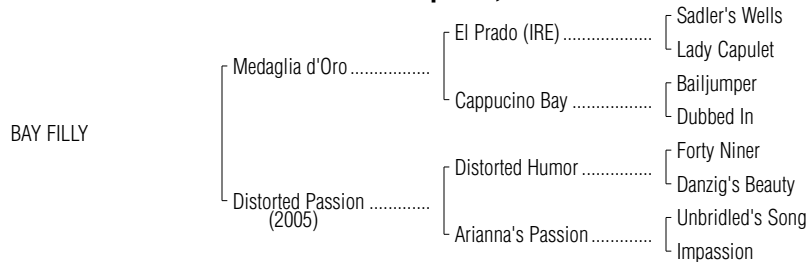 Sadler's Wells
El Prado (IRE) ..................
Lady Capulet
Medaglia d'Oro .................
Bailjumper
Cappucino Bay ................
Dubbed In
BAY FILLY
Forty Niner
Distorted Humor ...............
Danzig's Beauty
Distorted Passion .............
(2005)
Unbridled's Song
Arianna's Passion.............
Impassion